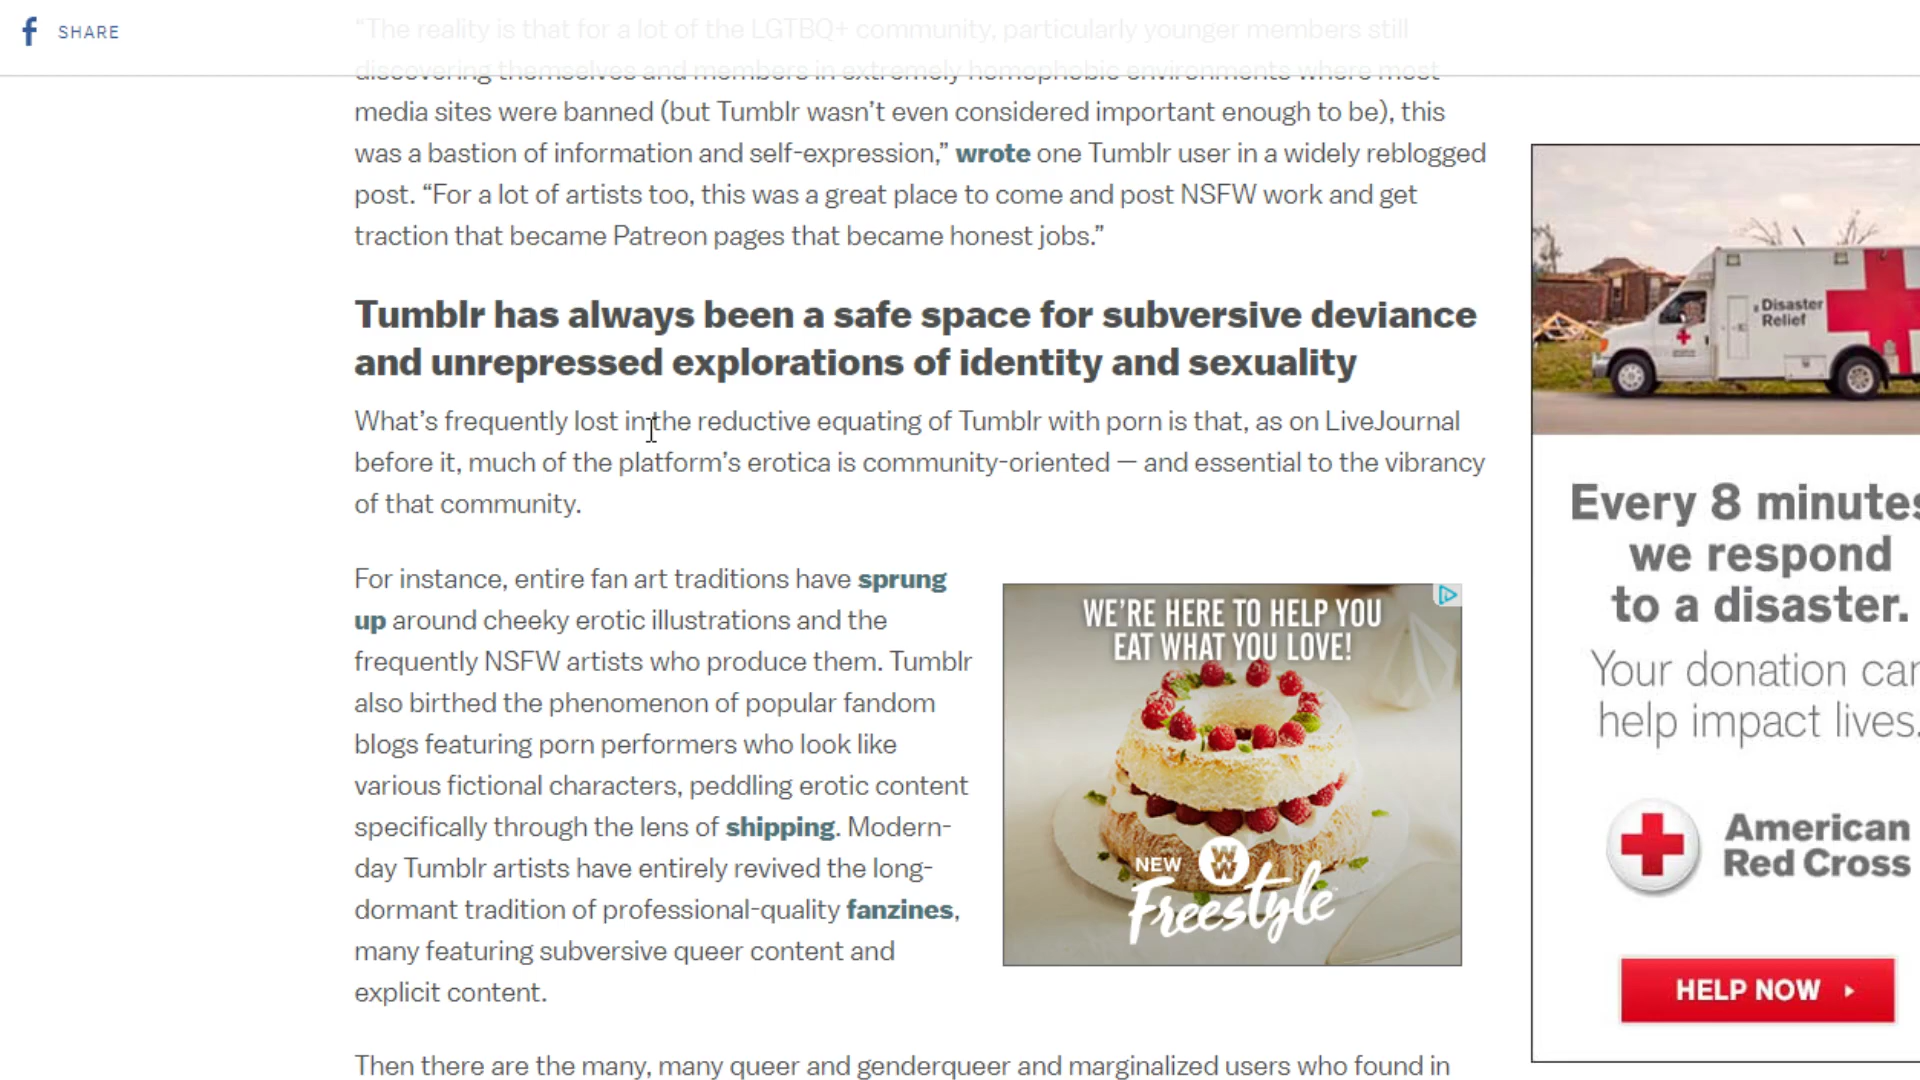 SHARE
“The reality is that for a lot of the LGTBQ+ community, particularly younger members still
discovering themselves and members in extremely homophobic environments where most
media sites were banned (but Tumblr wasn’t even considered important enough to be), this
was a bastion of information and self-expression,” wrote one Tumblr user in a widely reblogged
post. “For a lot of artists too, this was a great place to come and post NSFW work and get
traction that became Patreon pages that became honest jobs.”
Tumblr has always been a safe space for subversive deviance
and unrepressed explorations of identity and sexuality
What’s frequently lost in the reductive equating of Tumblr with porn is that, as on LiveJournal
before it, much of the platform’s erotica is community-oriented — and essential to the vibrancy
of that community.
For instance, entire fan art traditions have sprung
up around cheeky erotic illustrations and the
frequently NSFW artists who produce them. Tumblr
also birthed the phenomenon of popular fandom
blogs featuring porn performers who look like
various fictional characters, peddling erotic content
specifically through the lens of shipping. Modern-
day Tumblr artists have entirely revived the long-
dormant tradition of professional-quality fanzines,
many featuring subversive queer content and
explicit content.
Then there are the many, many queer and genderqueer and marginalized users who found in
WE’RE HERE TO HELP YOU
EAT WHAT YOU LOVE!
NEW WW
Freestyle
Disaster
Relief
Every 8 minutes
we respond
to a disaster.
Your donation can
help impact lives.
American
Red Cross
HELP NOW